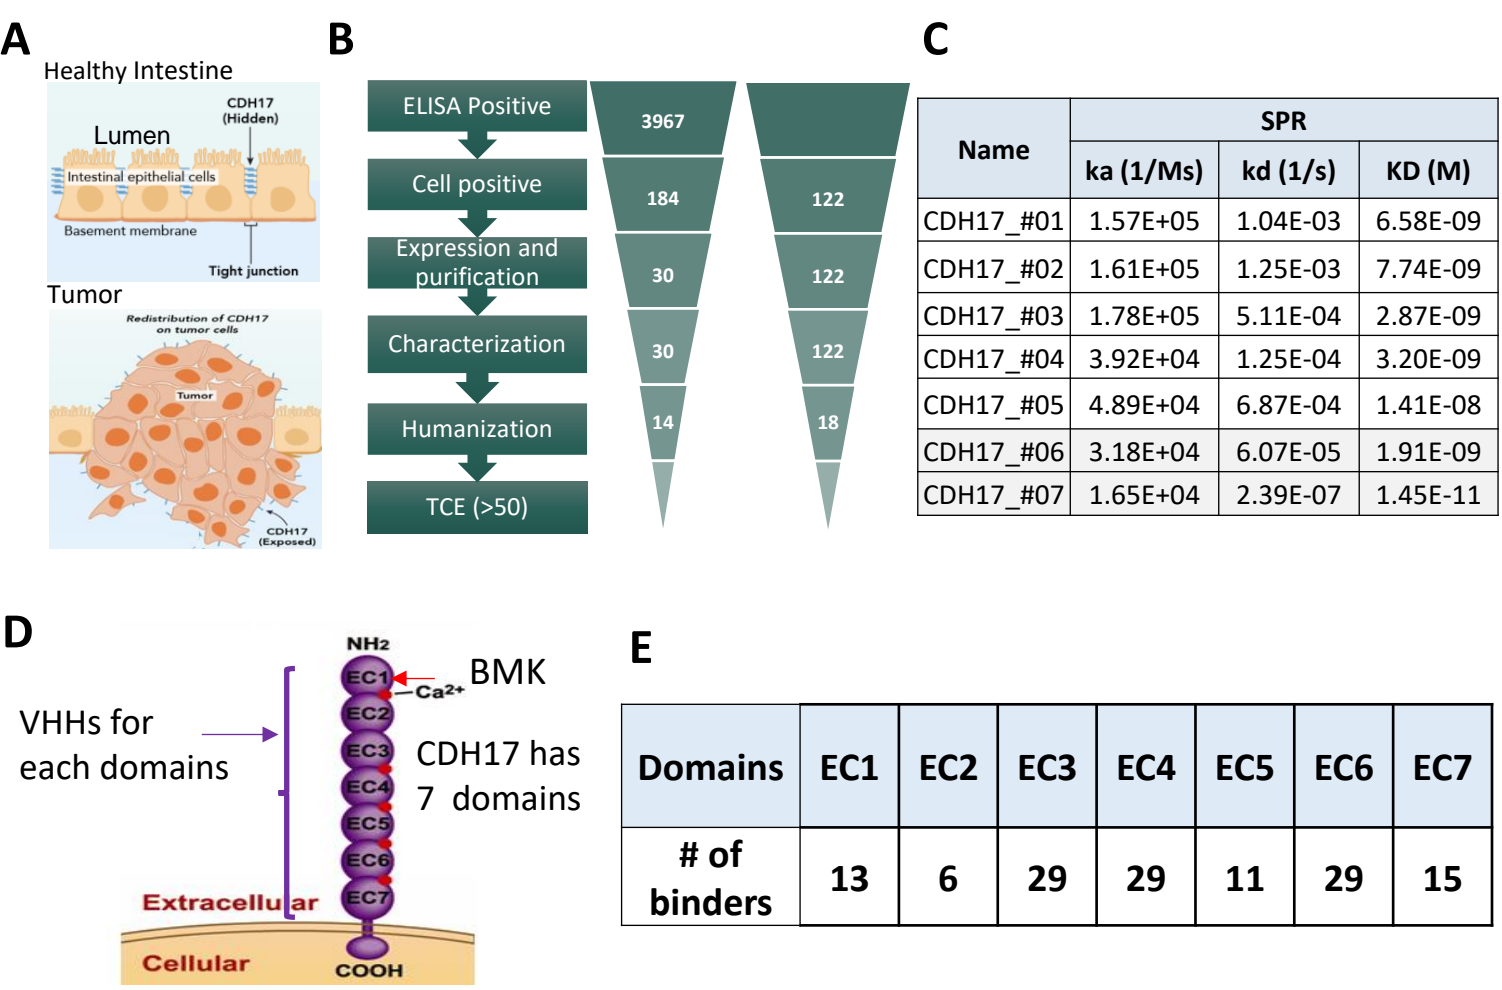 A
Healthy Intestine
CDH17
(Hidden)
Lumen
Intestinal epithelial cells
Basement membrane
Tight junction
Tumor
Redistribution of CDH17
on tumor cells
Tumor
CDH17
(Exposed)
B
ELISA Positive
3967
Cell positive
184
122
Expression and
purification
30
122
Characterization
30
122
Humanization
14
18
TCE (>50)
C
Name
SPR
ka (1/Ms) kd (1/s) KD (M)
CDH17_#01 1.57E+05 1.04E-03 6.58E-09
CDH17_#02 1.61E+05 1.25E-03 7.74E-09
CDH17_#03 1.78E+05 5.11E-04 2.87E-09
CDH17_#04 3.92E+04 1.25E-04 3.20E-09
CDH17_#05 4.89E+04 6.87E-04 1.41E-08
CDH17_#06 3.18E+04 6.07E-05 1.91E-09
CDH17_#07 1.65E+04 2.39E-07 1.45E-11
D
VHHs for
each domains
NH2
EC1
BMK
Ca2+
EC2
EC3
CDH17 has
7 domains
EC4
EC5
EC6
EC7
Extracellular
Cellular
COOH
E
Domains EC1 EC2 EC3 EC4 EC5 EC6 EC7
# of
binders
13 6 29 29 11 29 15